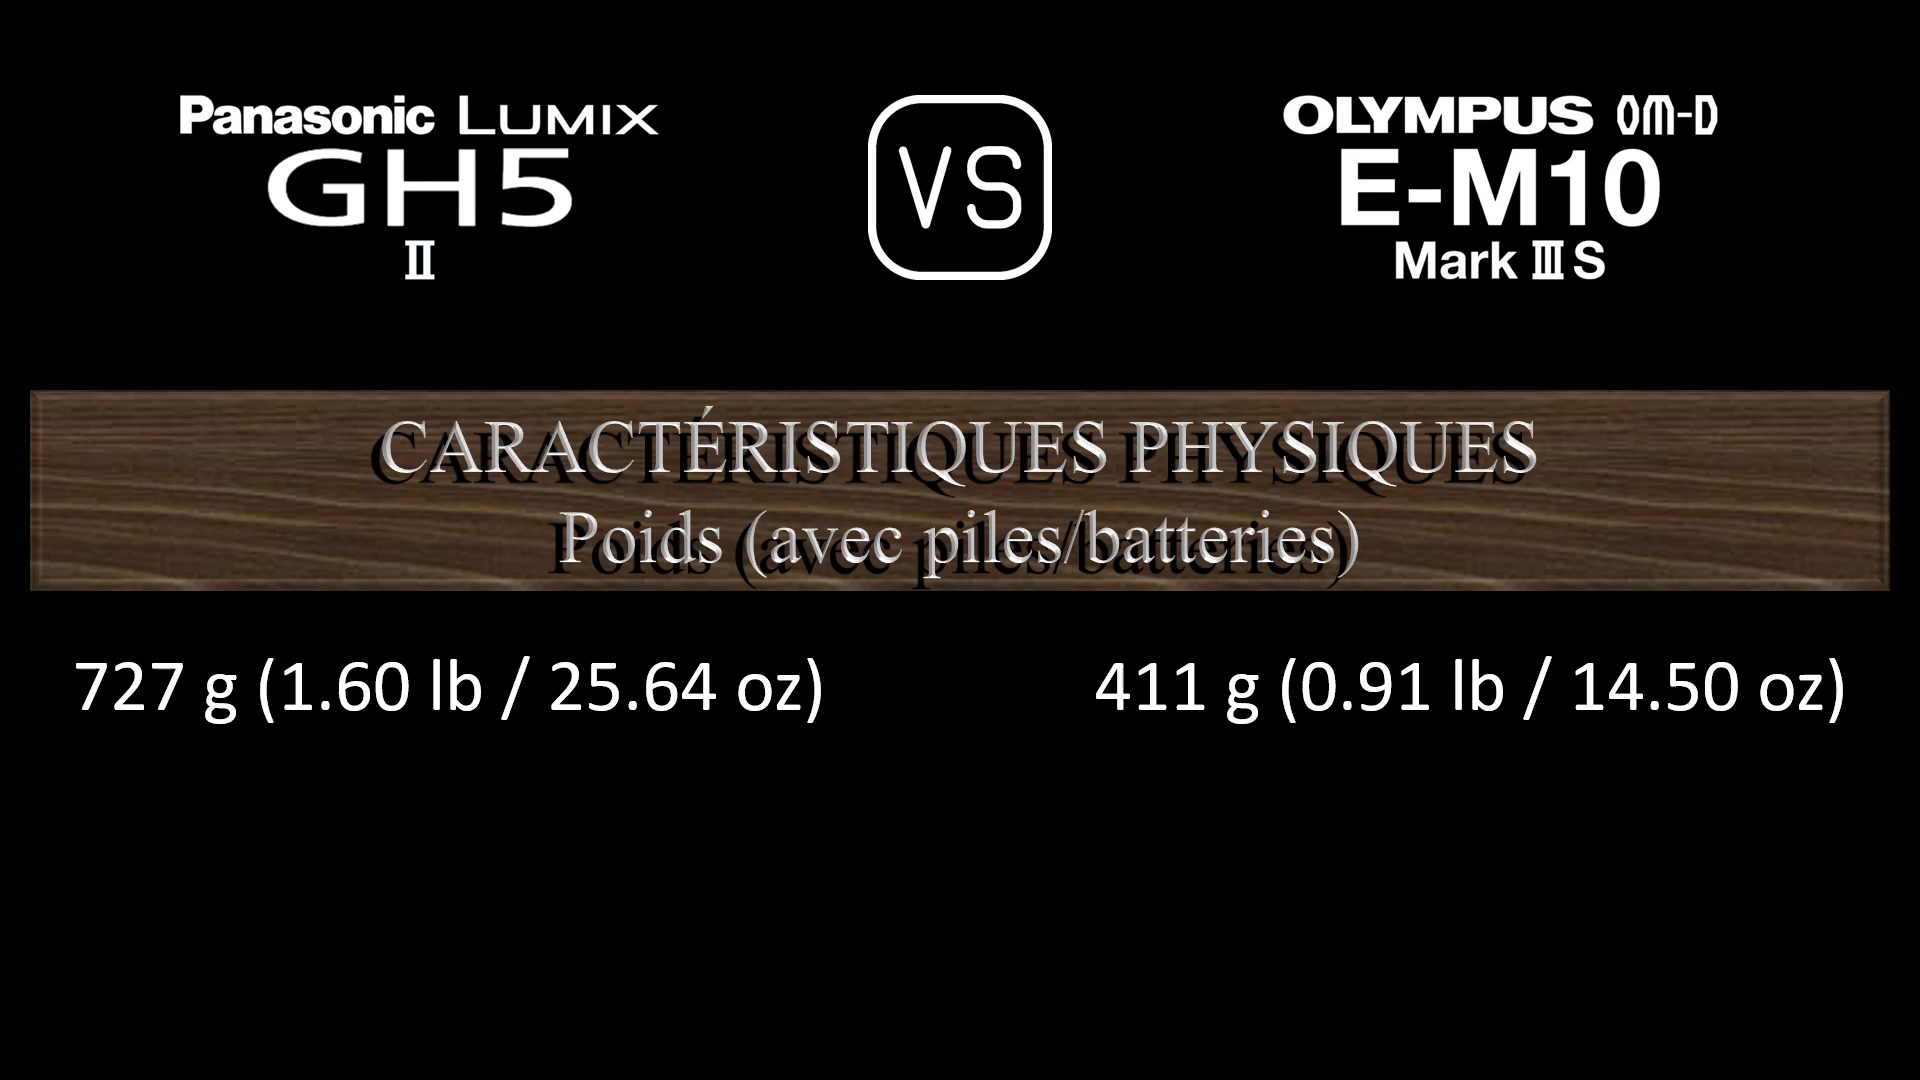 Panasonic LUMIX
GH5
II
VS
OLYMPUS OM-D
E-M10
Mark III S
CARACTÉRISTIQUES PHYSIQUES
Poids (avec piles/batteries)
727 g (1.60 lb / 25.64 oz)
411 g (0.91 lb / 14.50 oz)